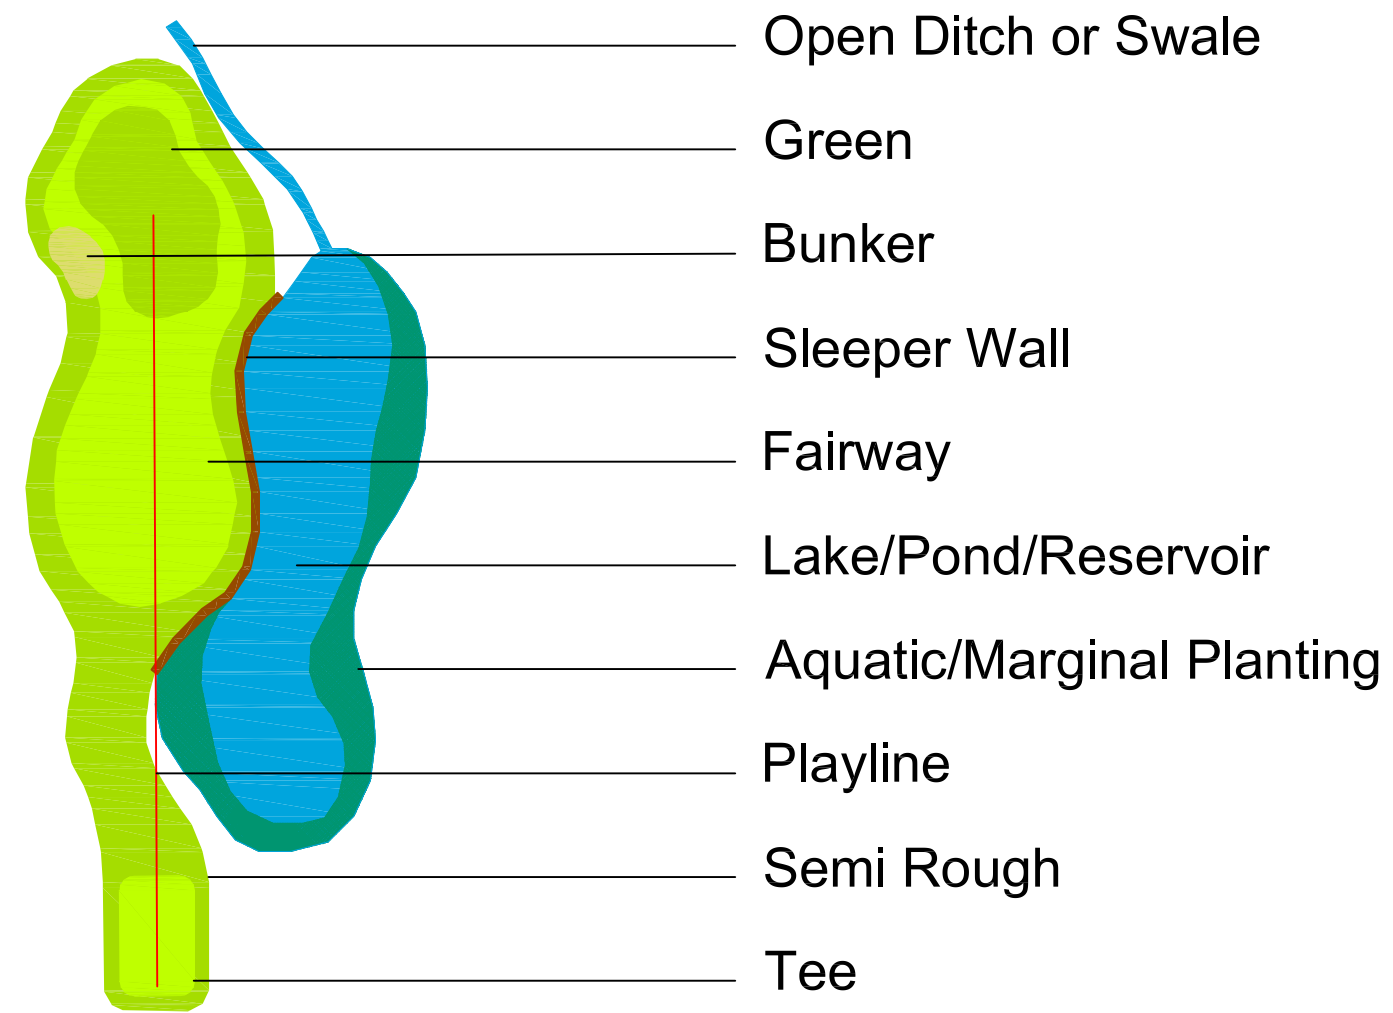 Open Ditch or Swale
Green
Bunker
Sleeper Wall
Fairway
Lake/Pond/Reservoir
Aquatic/Marginal Planting
Playline
Semi Rough
Tee